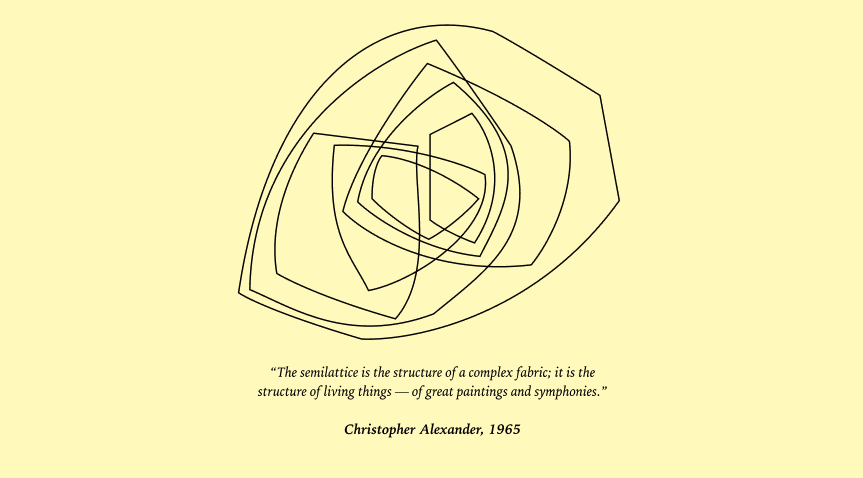 “The semilattice is the structure of a complex fabric; it is the
structure of living things — of great paintings and symphonies.”
Christopher Alexander, 1965